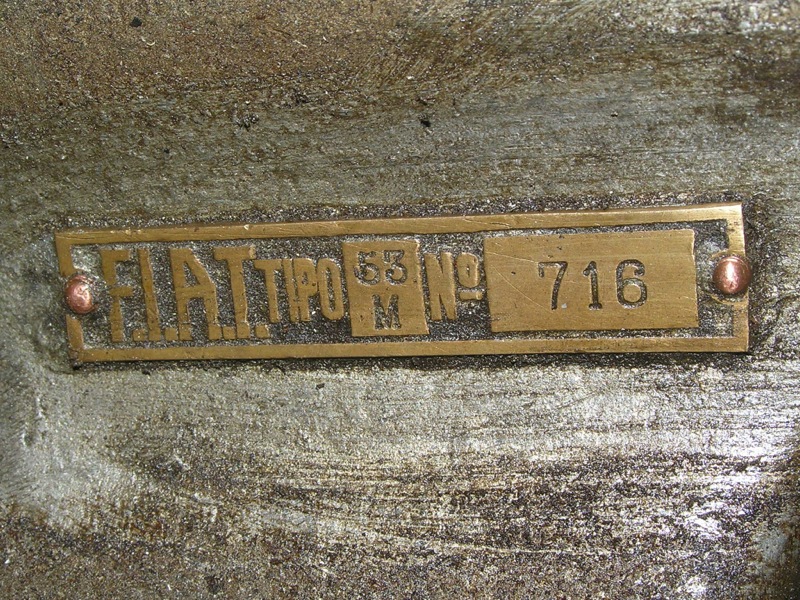 F.I.A.T. TIPO 53 M Nº 716